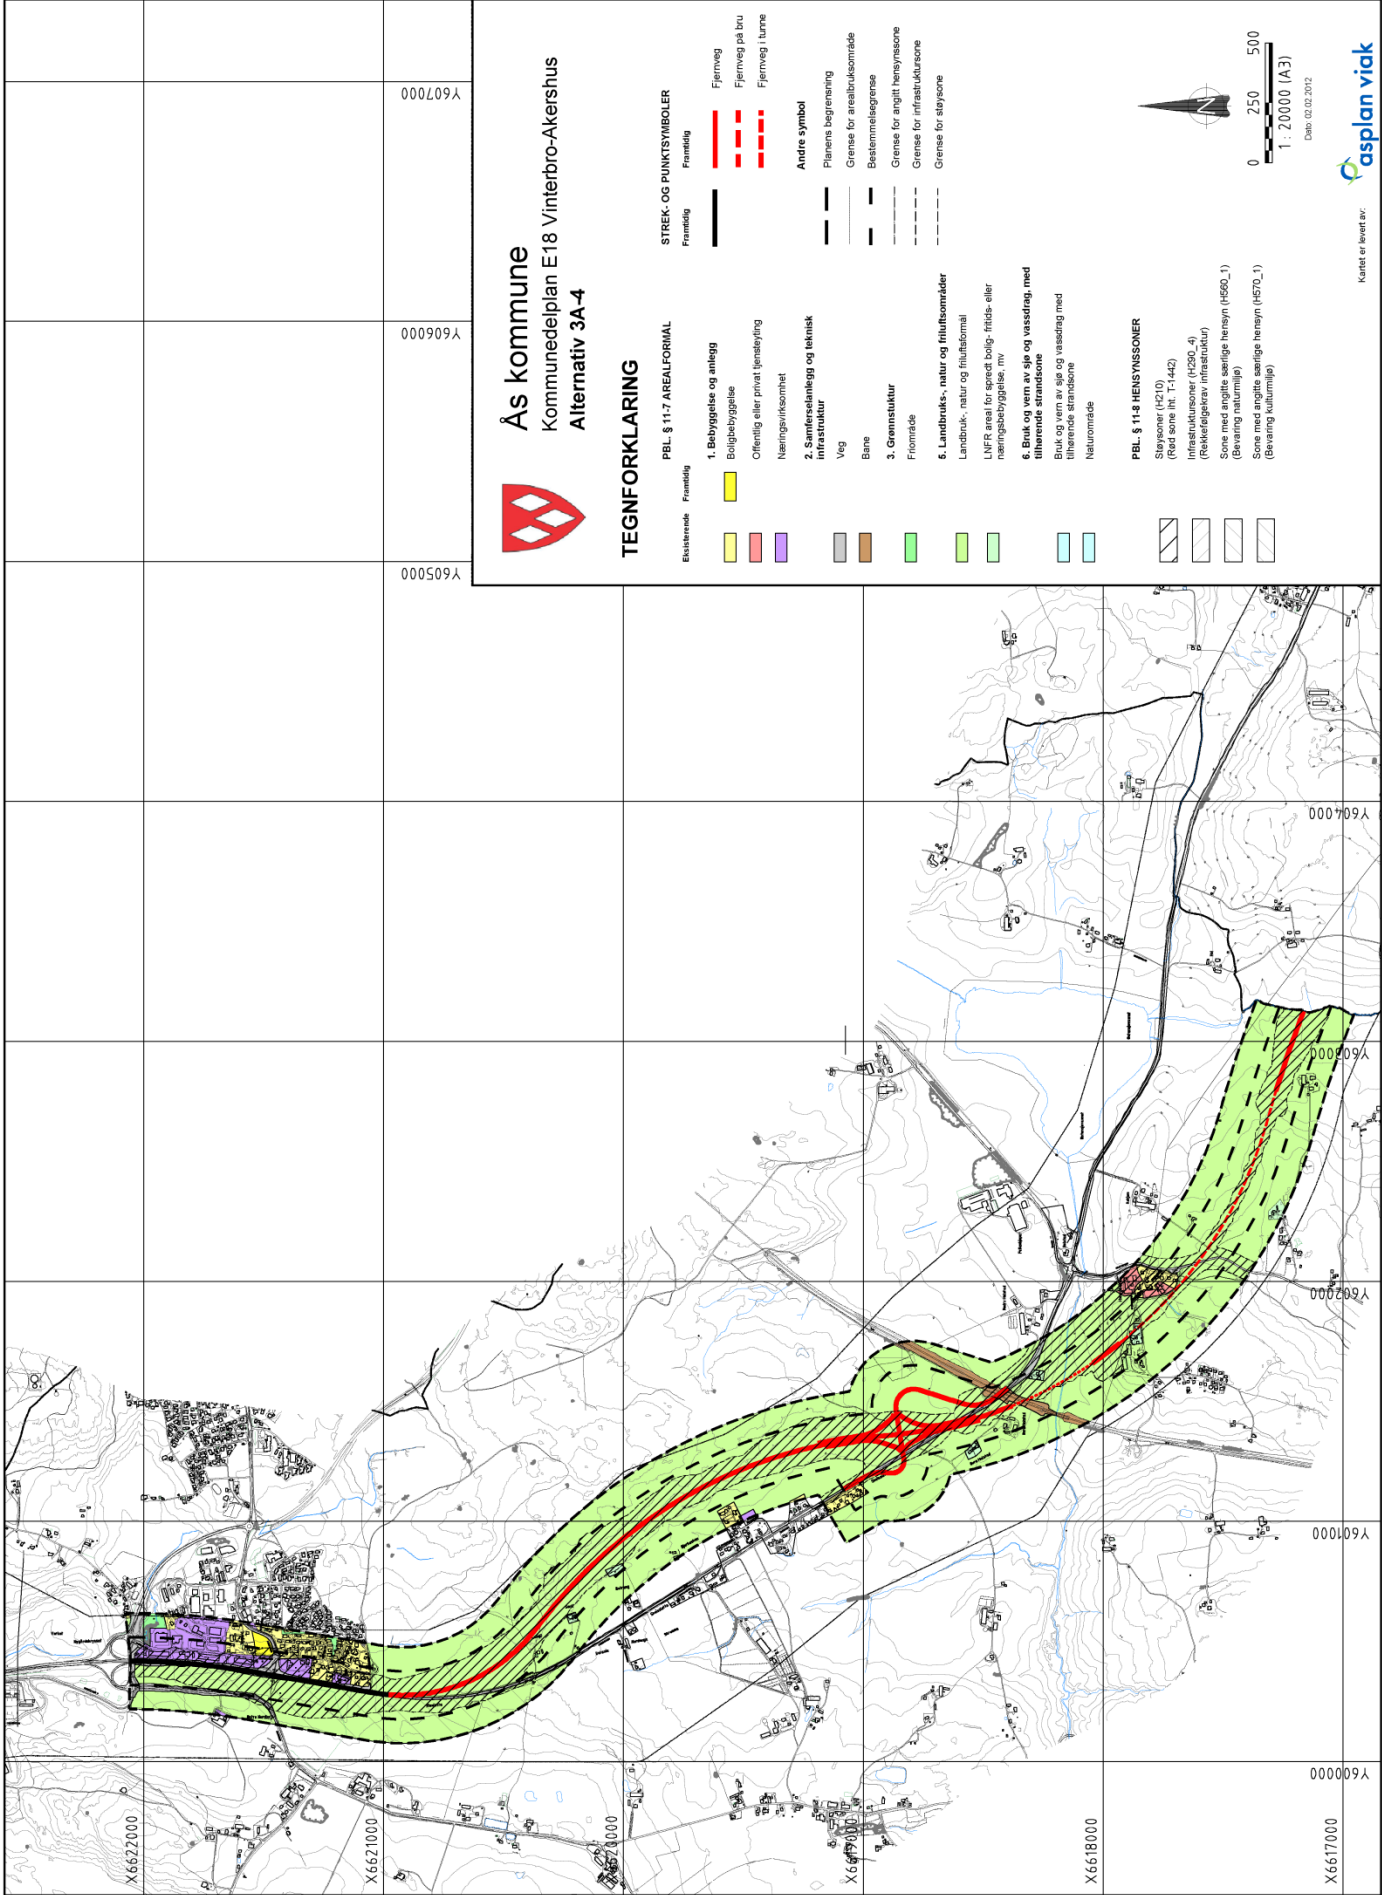 Ås kommune
Kommunedelplan E18 Vinterbro-Akershus
Alternativ 3A-4
TEGNFORKLARING
PBL. § 11-7 AREALFORMÅL
Eksisterende
Framtidig
1. Bebyggelse og anlegg
Boligbebyggelse
Offentlig eller privat tjensteyting
Næringsvirksomhet
2. Samferselanlegg og teknisk
infrastruktur
Veg
Bane
3. Grønnstuktur
Friområde
5. Landbruks-, natur og friluftsområder
Landbruk-, natur og friluftsformål
LNFR areal for spredt bolig- fritids- eller
næringsbebyggelse, mv
6. Bruk og vern av sjø og vassdrag, med
tilhørende strandsone
Bruk og vern av sjø og vassdrag med
tilhørende strandsone
Naturområde
PBL. § 11-8 HENSYNSSONER
Støysoner (H210)
(Rød sone iht. T-1442)
Infrastruktursoner (H290_4)
(Rekkefølgekrav infrastruktur)
Sone med angitte særlige hensyn (H560_1)
(Bevaring naturmiljø)
Sone med angitte særlige hensyn (H570_1)
(Bevaring kulturmiljø)
STREK- OG PUNKTSYMBOLER
Framtidig
Framtidig
Fjernveg
Fjernveg på bru
Fjernveg i tunne
Andre symbol
Planens begrensning
Grense for arealbruksområde
Bestemmelsegrense
Grense for angitt hensynssone
Grense for infrastruktursone
Grense for støysone
N
0 250 500
1 : 20000 (A3)
Dato: 02.02.2012
Kartet er levert av:
asplan viak
Y607000
Y606000
Y605000
Y604000
Y603000
Y602000
Y601000
Y600000
X6622000
X6621000
X6620000
X6619000
X6618000
X6617000